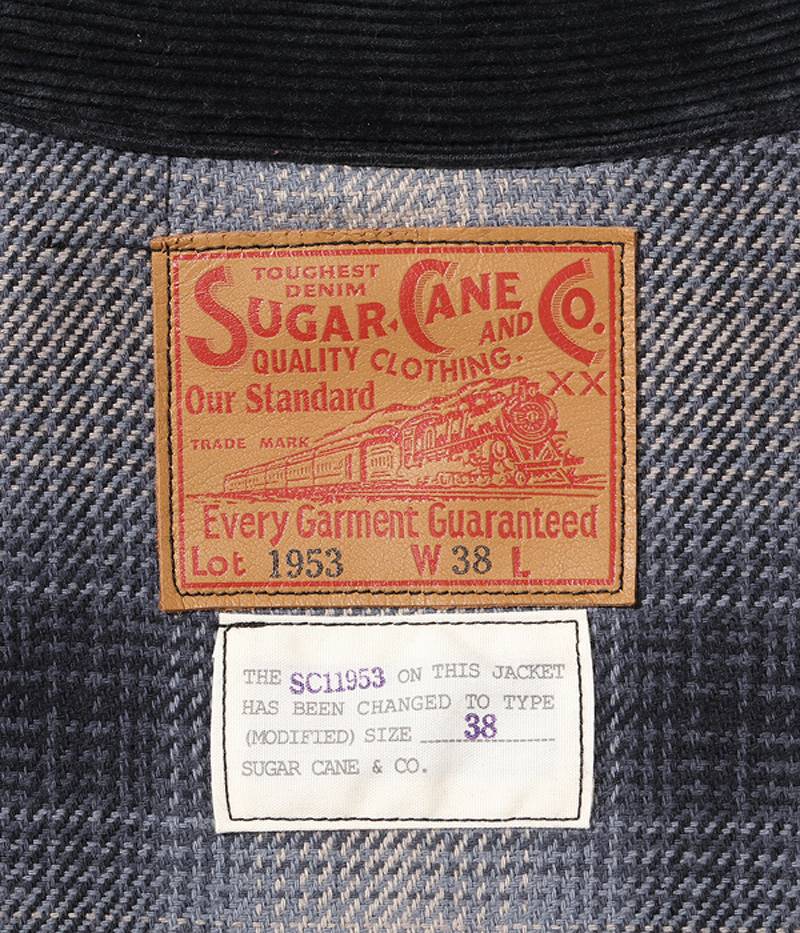 TOUGHEST
DENIM
SUGAR CANE AND CO.
QUALITY CLOTHING.
XX
Our Standard
TRADE MARK
Every Garment Guaranteed
Lot 1953 W 38 L
THE SC11953 ON THIS JACKET
HAS BEEN CHANGED TO TYPE
(MODIFIED) SIZE 38
SUGAR CANE & CO.